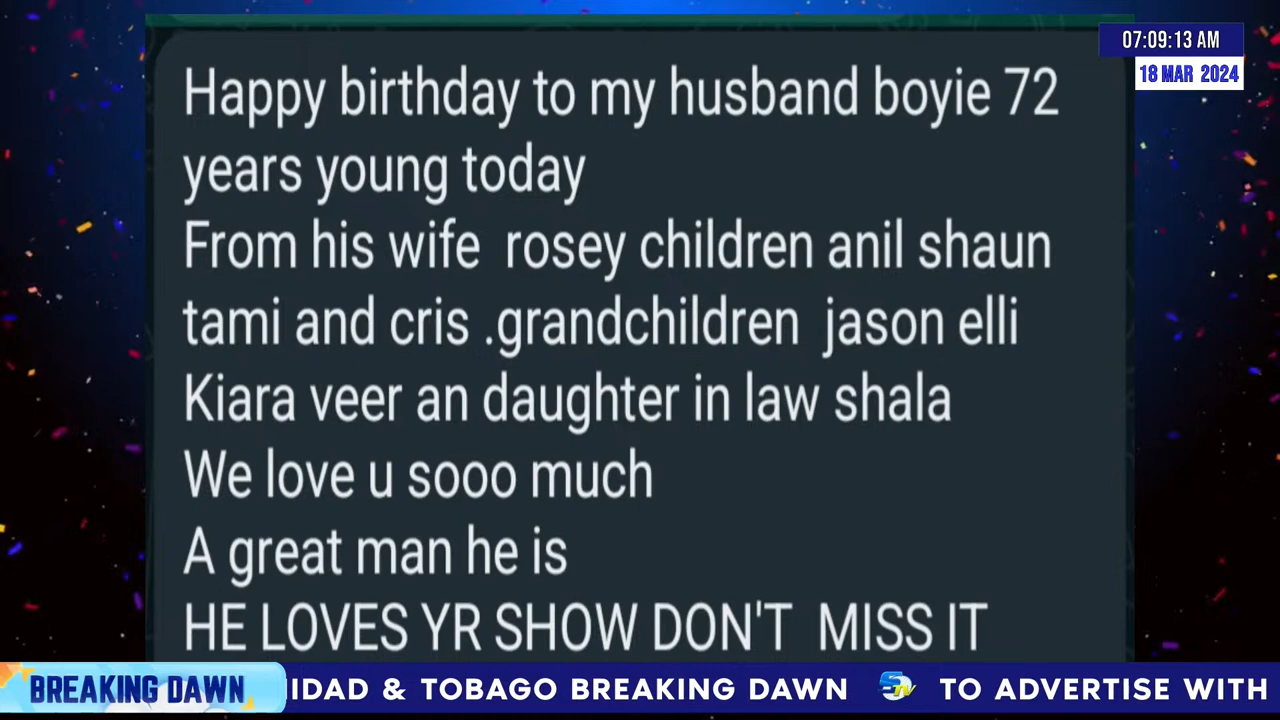 07:09:13 AM
18 MAR 2024
Happy birthday to my husband boyie 72
years young today
From his wife  rosey children anil shaun
tami and cris .grandchildren  jason elli
Kiara veer an daughter in law shala
We love u sooo much
A great man he is
HE LOVES YR SHOW DON'T  MISS IT
BREAKING DAWN
IDAD & TOBAGO BREAKING DAWN STV TO ADVERTISE WITH